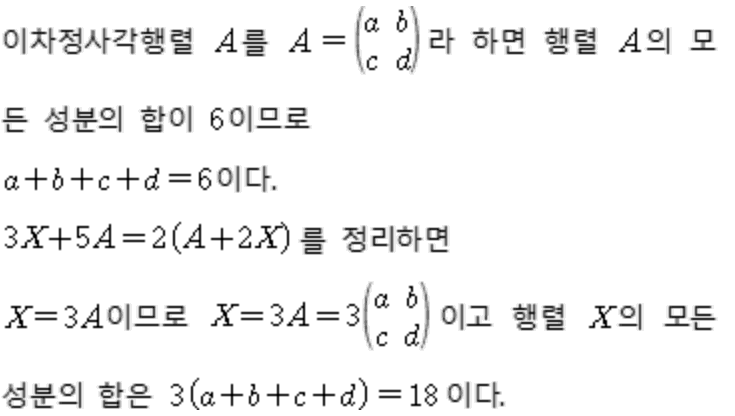 이차정사각행렬 A를 A=(a b
c d)라 하면 행렬 A의 모
든 성분의 합이 6이므로
a+b+c+d=6이다.
3X+5A=2(A+2X)를 정리하면
X=3A이므로 X=3A=3(a b
c d)이고 행렬 X의 모든
성분의 합은 3(a+b+c+d)=18이다.